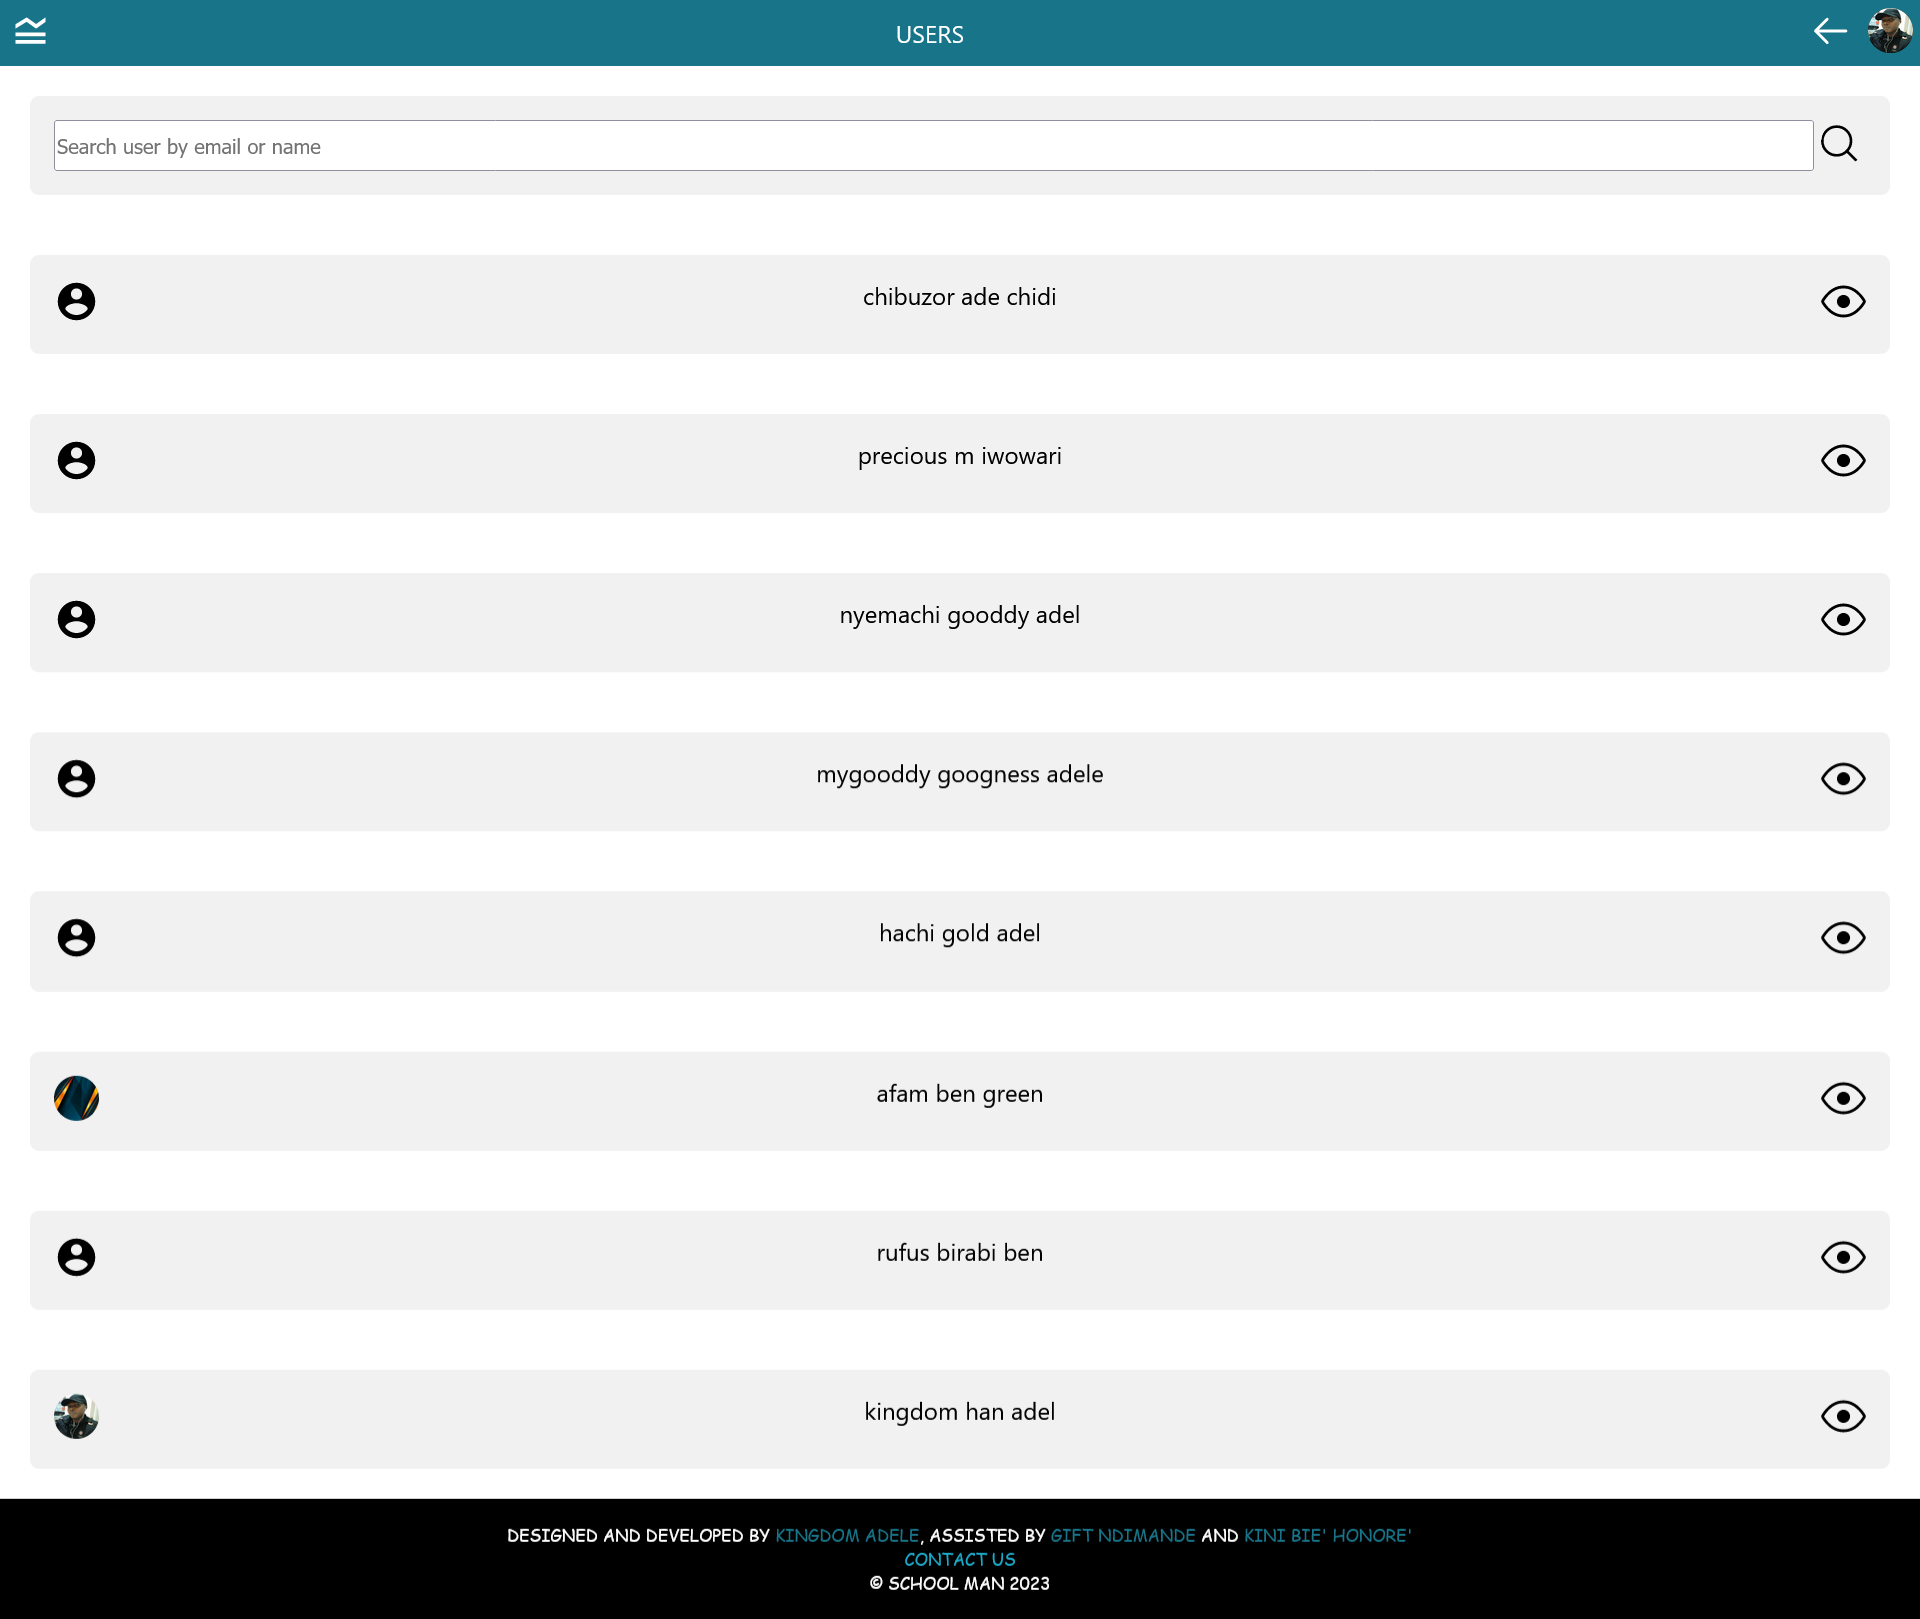 USERS
Search user by email or name
chibuzor ade chidi
precious m iwowari
nyemachi gooddy adel
mygooddy googness adele
hachi gold adel
afam ben green
rufus birabi ben
kingdom han adel
DESIGNED AND DEVELOPED BY KINGDOM ADELE, ASSISTED BY GIFT NDIMANDE AND KINI BIE' HONORE'
CONTACT US
© SCHOOL MAN 2023